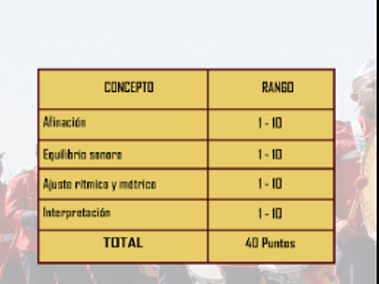 CONCEPTO RANGO
Afinación 1 - 10
Equilibrio sonoro 1 - 10
Ajuste rítmico y métrico 1 - 10
Interpretación 1 - 10
TOTAL 40 Puntos